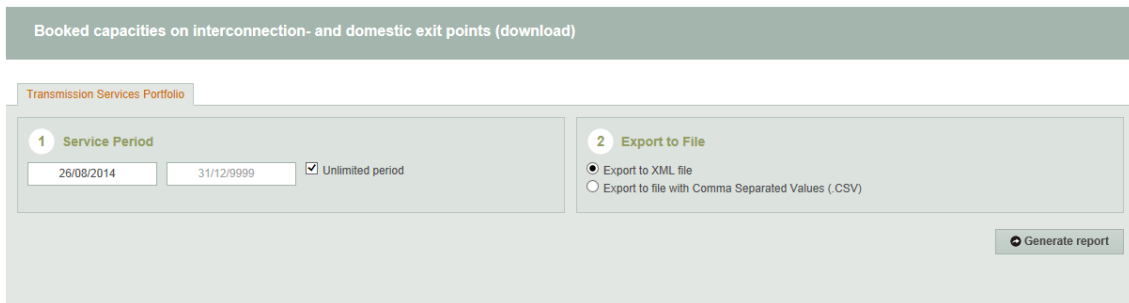 Booked capacities on interconnection- and domestic exit points (download)
Transmission Services Portfolio
1 Service Period
26/08/2014 31/12/9999 Unlimited period
2 Export to File
Export to XML file
Export to file with Comma Separated Values (.CSV)
Generate report